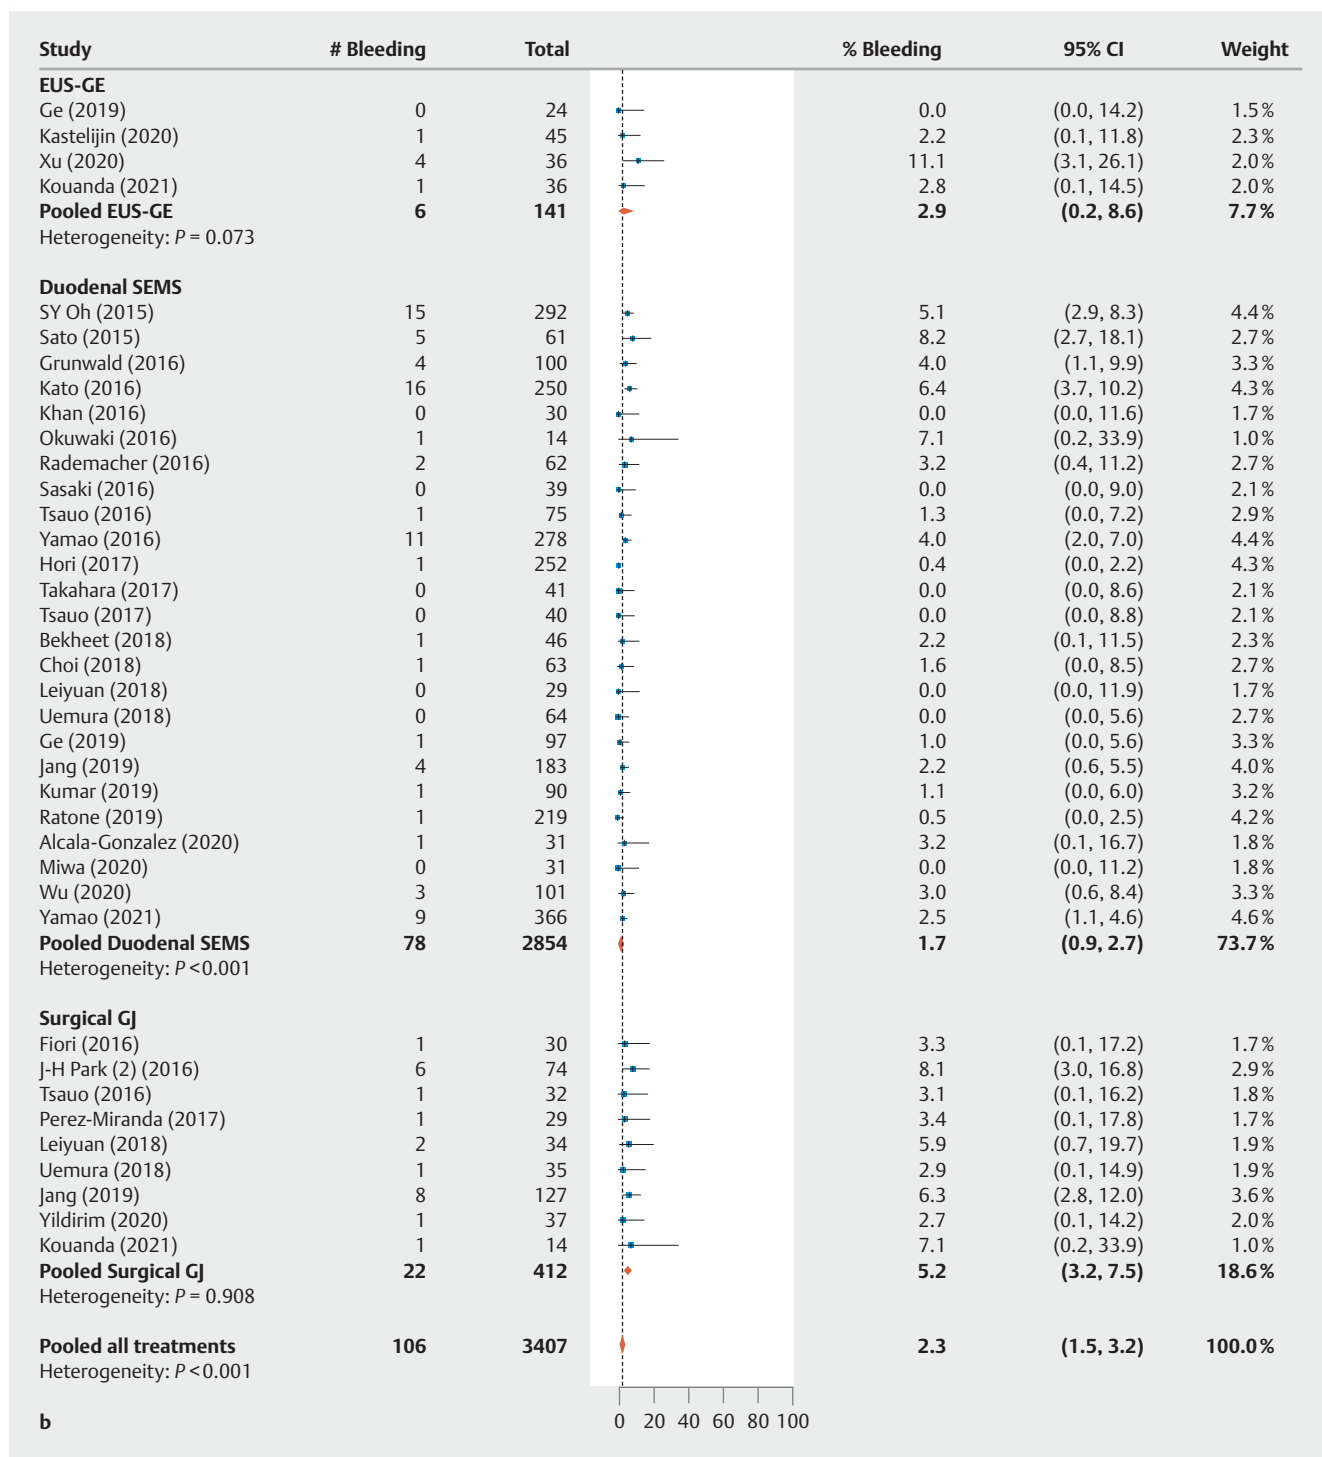 Study # Bleeding Total % Bleeding 95% CI Weight
EUS-GE
Ge (2019) 0 24 0.0 (0.0, 14.2) 1.5%
Kastelijin (2020) 1 45 2.2 (0.1, 11.8) 2.3%
Xu (2020) 4 36 11.1 (3.1, 26.1) 2.0%
Kouanda (2021) 1 36 2.8 (0.1, 14.5) 2.0%
Pooled EUS-GE 6 141 2.9 (0.2, 8.6) 7.7%
Heterogeneity: P = 0.073
Duodenal SEMS
SY Oh (2015) 15 292 5.1 (2.9, 8.3) 4.4%
Sato (2015) 5 61 8.2 (2.7, 18.1) 2.7%
Grunwald (2016) 4 100 4.0 (1.1, 9.9) 3.3%
Kato (2016) 16 250 6.4 (3.7, 10.2) 4.3%
Khan (2016) 0 30 0.0 (0.0, 11.6) 1.7%
Okuwaki (2016) 1 14 7.1 (0.2, 33.9) 1.0%
Rademacher (2016) 2 62 3.2 (0.4, 11.2) 2.7%
Sasaki (2016) 0 39 0.0 (0.0, 9.0) 2.1%
Tsauo (2016) 1 75 1.3 (0.0, 7.2) 2.9%
Yamao (2016) 11 278 4.0 (2.0, 7.0) 4.4%
Hori (2017) 1 252 0.4 (0.0, 2.2) 4.3%
Takahara (2017) 0 41 0.0 (0.0, 8.6) 2.1%
Tsauo (2017) 0 40 0.0 (0.0, 8.8) 2.1%
Bekheet (2018) 1 46 2.2 (0.1, 11.5) 2.3%
Choi (2018) 1 63 1.6 (0.0, 8.5) 2.7%
Leiyuan (2018) 0 29 0.0 (0.0, 11.9) 1.7%
Uemura (2018) 0 64 0.0 (0.0, 5.6) 2.7%
Ge (2019) 1 97 1.0 (0.0, 5.6) 3.3%
Jang (2019) 4 183 2.2 (0.6, 5.5) 4.0%
Kumar (2019) 1 90 1.1 (0.0, 6.0) 3.2%
Ratone (2019) 1 219 0.5 (0.0, 2.5) 4.2%
Alcala-Gonzalez (2020) 1 31 3.2 (0.1, 16.7) 1.8%
Miwa (2020) 0 31 0.0 (0.0, 11.2) 1.8%
Wu (2020) 3 101 3.0 (0.6, 8.4) 3.3%
Yamao (2021) 9 366 2.5 (1.1, 4.6) 4.6%
Pooled Duodenal SEMS 78 2854 1.7 (0.9, 2.7) 73.7%
Heterogeneity: P <0.001
Surgical GJ
Fiori (2016) 1 30 3.3 (0.1, 17.2) 1.7%
J-H Park (2) (2016) 6 74 8.1 (3.0, 16.8) 2.9%
Tsauo (2016) 1 32 3.1 (0.1, 16.2) 1.8%
Perez-Miranda (2017) 1 29 3.4 (0.1, 17.8) 1.7%
Leiyuan (2018) 2 34 5.9 (0.7, 19.7) 1.9%
Uemura (2018) 1 35 2.9 (0.1, 14.9) 1.9%
Jang (2019) 8 127 6.3 (2.8, 12.0) 3.6%
Yildirim (2020) 1 37 2.7 (0.1, 14.2) 2.0%
Kouanda (2021) 1 14 7.1 (0.2, 33.9) 1.0%
Pooled Surgical GJ 22 412 5.2 (3.2, 7.5) 18.6%
Heterogeneity: P = 0.908
Pooled all treatments 106 3407 2.3 (1.5, 3.2) 100.0%
Heterogeneity: P <0.001
b 0 20 40 60 80 100